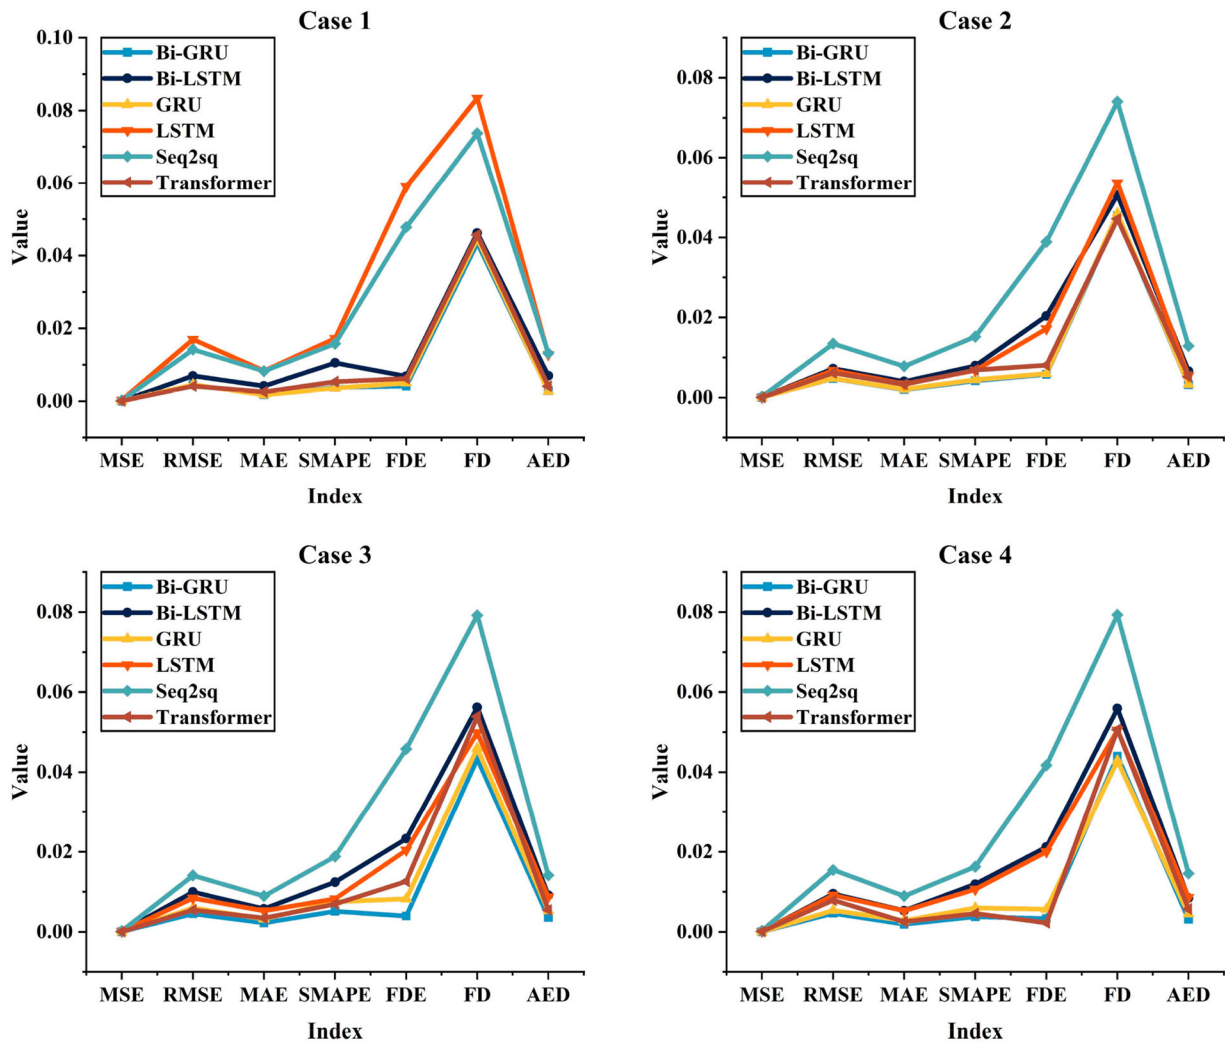 Case 1
0.10
0.08
0.06
0.04
0.02
0.00
Value
Bi-GRU
Bi-LSTM
GRU
LSTM
Seq2sq
Transformer
MSE RMSE MAE SMAPE FDE FD AED
Index
Case 2
0.08
0.06
0.04
0.02
0.00
Value
Bi-GRU
Bi-LSTM
GRU
LSTM
Seq2sq
Transformer
MSE RMSE MAE SMAPE FDE FD AED
Index
Case 3
0.08
0.06
0.04
0.02
0.00
Value
Bi-GRU
Bi-LSTM
GRU
LSTM
Seq2sq
Transformer
MSE RMSE MAE SMAPE FDE FD AED
Index
Case 4
0.08
0.06
0.04
0.02
0.00
Value
Bi-GRU
Bi-LSTM
GRU
LSTM
Seq2sq
Transformer
MSE RMSE MAE SMAPE FDE FD AED
Index